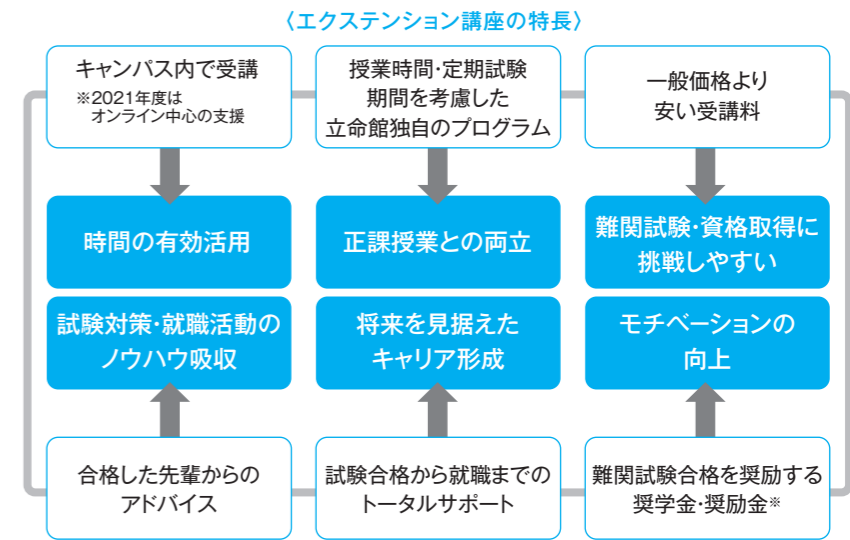 〈エクステンション講座の特長〉
キャンパス内で受講
※2021年度は
オンライン中心の支援
授業時間・定期試験
期間を考慮した
立命館独自のプログラム
一般価格より
安い受講料
時間の有効活用
正課授業との両立
難関試験・資格取得に
挑戦しやすい
試験対策・就職活動の
ノウハウ吸収
将来を見据えた
キャリア形成
モチベーションの
向上
合格した先輩からの
アドバイス
試験合格から就職までの
トータルサポート
難関試験合格を奨励する
奨学金・奨励金※